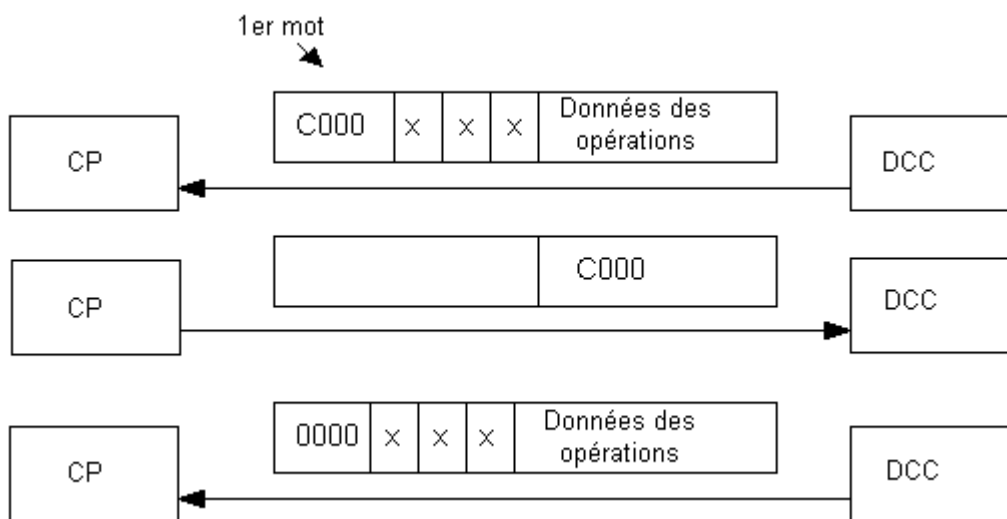 1er mot
C000 x x x Données des
opérations
CP DCC
C000
CP DCC
0000 x x x Données des
opérations
CP DCC